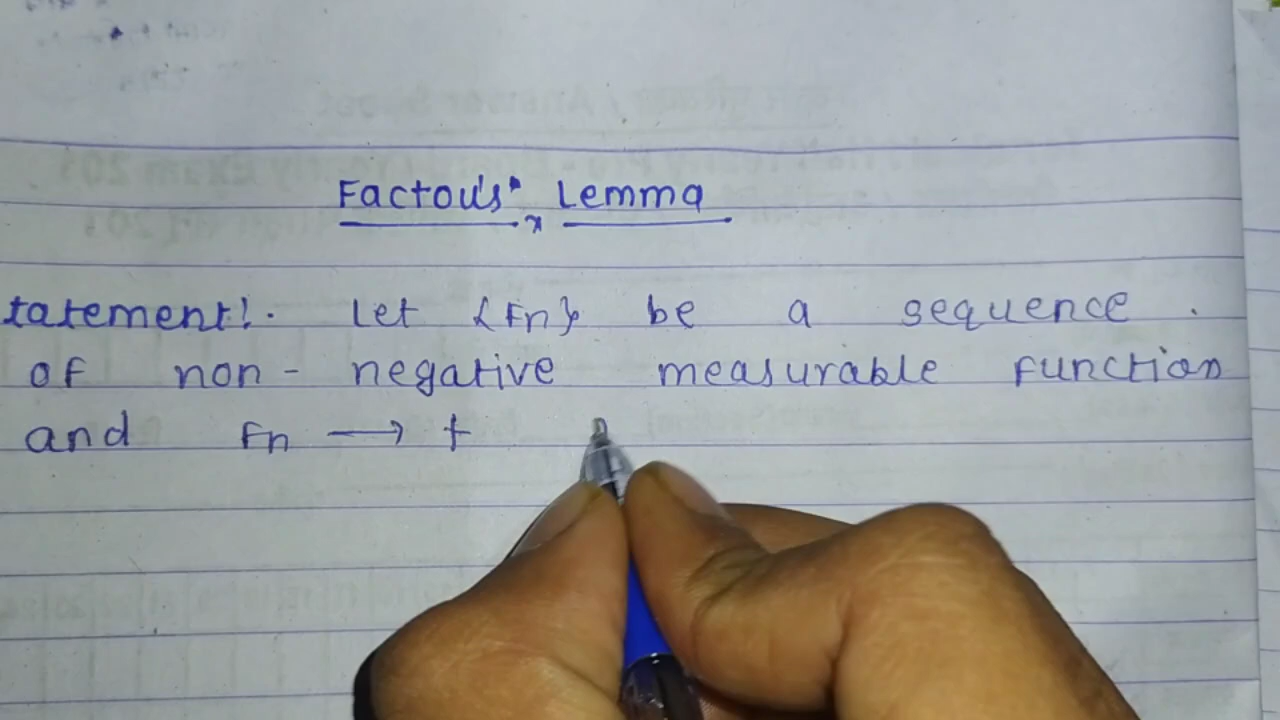 Factou's Lemma
tatement!. Let {Fn} be a sequence.
of non-negative measurable function
and Fn → f